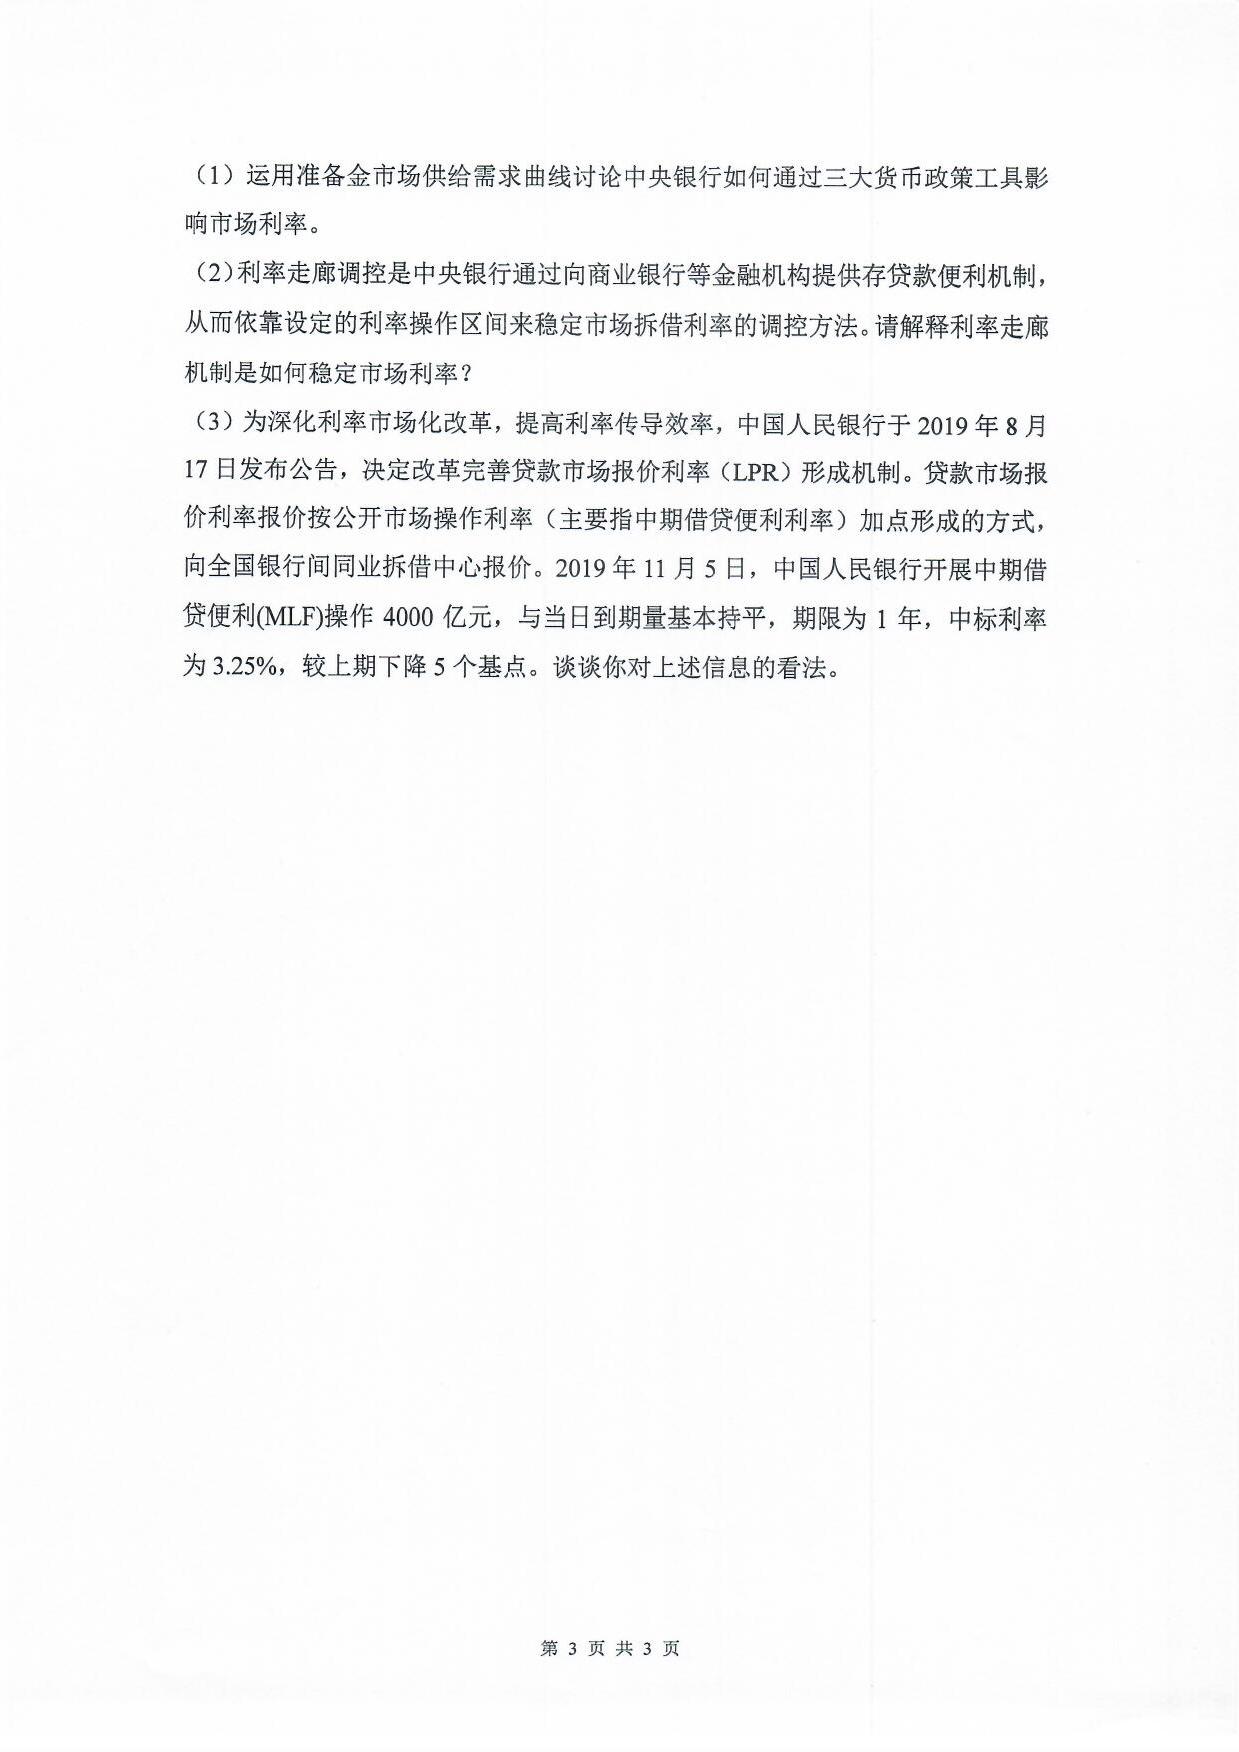 （1）运用准备金市场供给需求曲线讨论中央银行如何通过三大货币政策工具影
响市场利率。
（2）利率走廊调控是中央银行通过向商业银行等金融机构提供存贷款便利机制，
从而依靠设定的利率操作区间来稳定市场拆借利率的调控方法。请解释利率走廊
机制是如何稳定市场利率？
（3）为深化利率市场化改革，提高利率传导效率，中国人民银行于 2019 年 8 月
17 日发布公告，决定改革完善贷款市场报价利率（LPR）形成机制。贷款市场报
价利率报价按公开市场操作利率（主要指中期借贷便利利率）加点形成的方式，
向全国银行间同业拆借中心报价。2019 年 11 月 5 日，中国人民银行开展中期借
贷便利(MLF)操作 4000 亿元，与当日到期量基本持平，期限为 1 年，中标利率
为 3.25%，较上期下降 5 个基点。谈谈你对上述信息的看法。
第 3 页 共 3 页